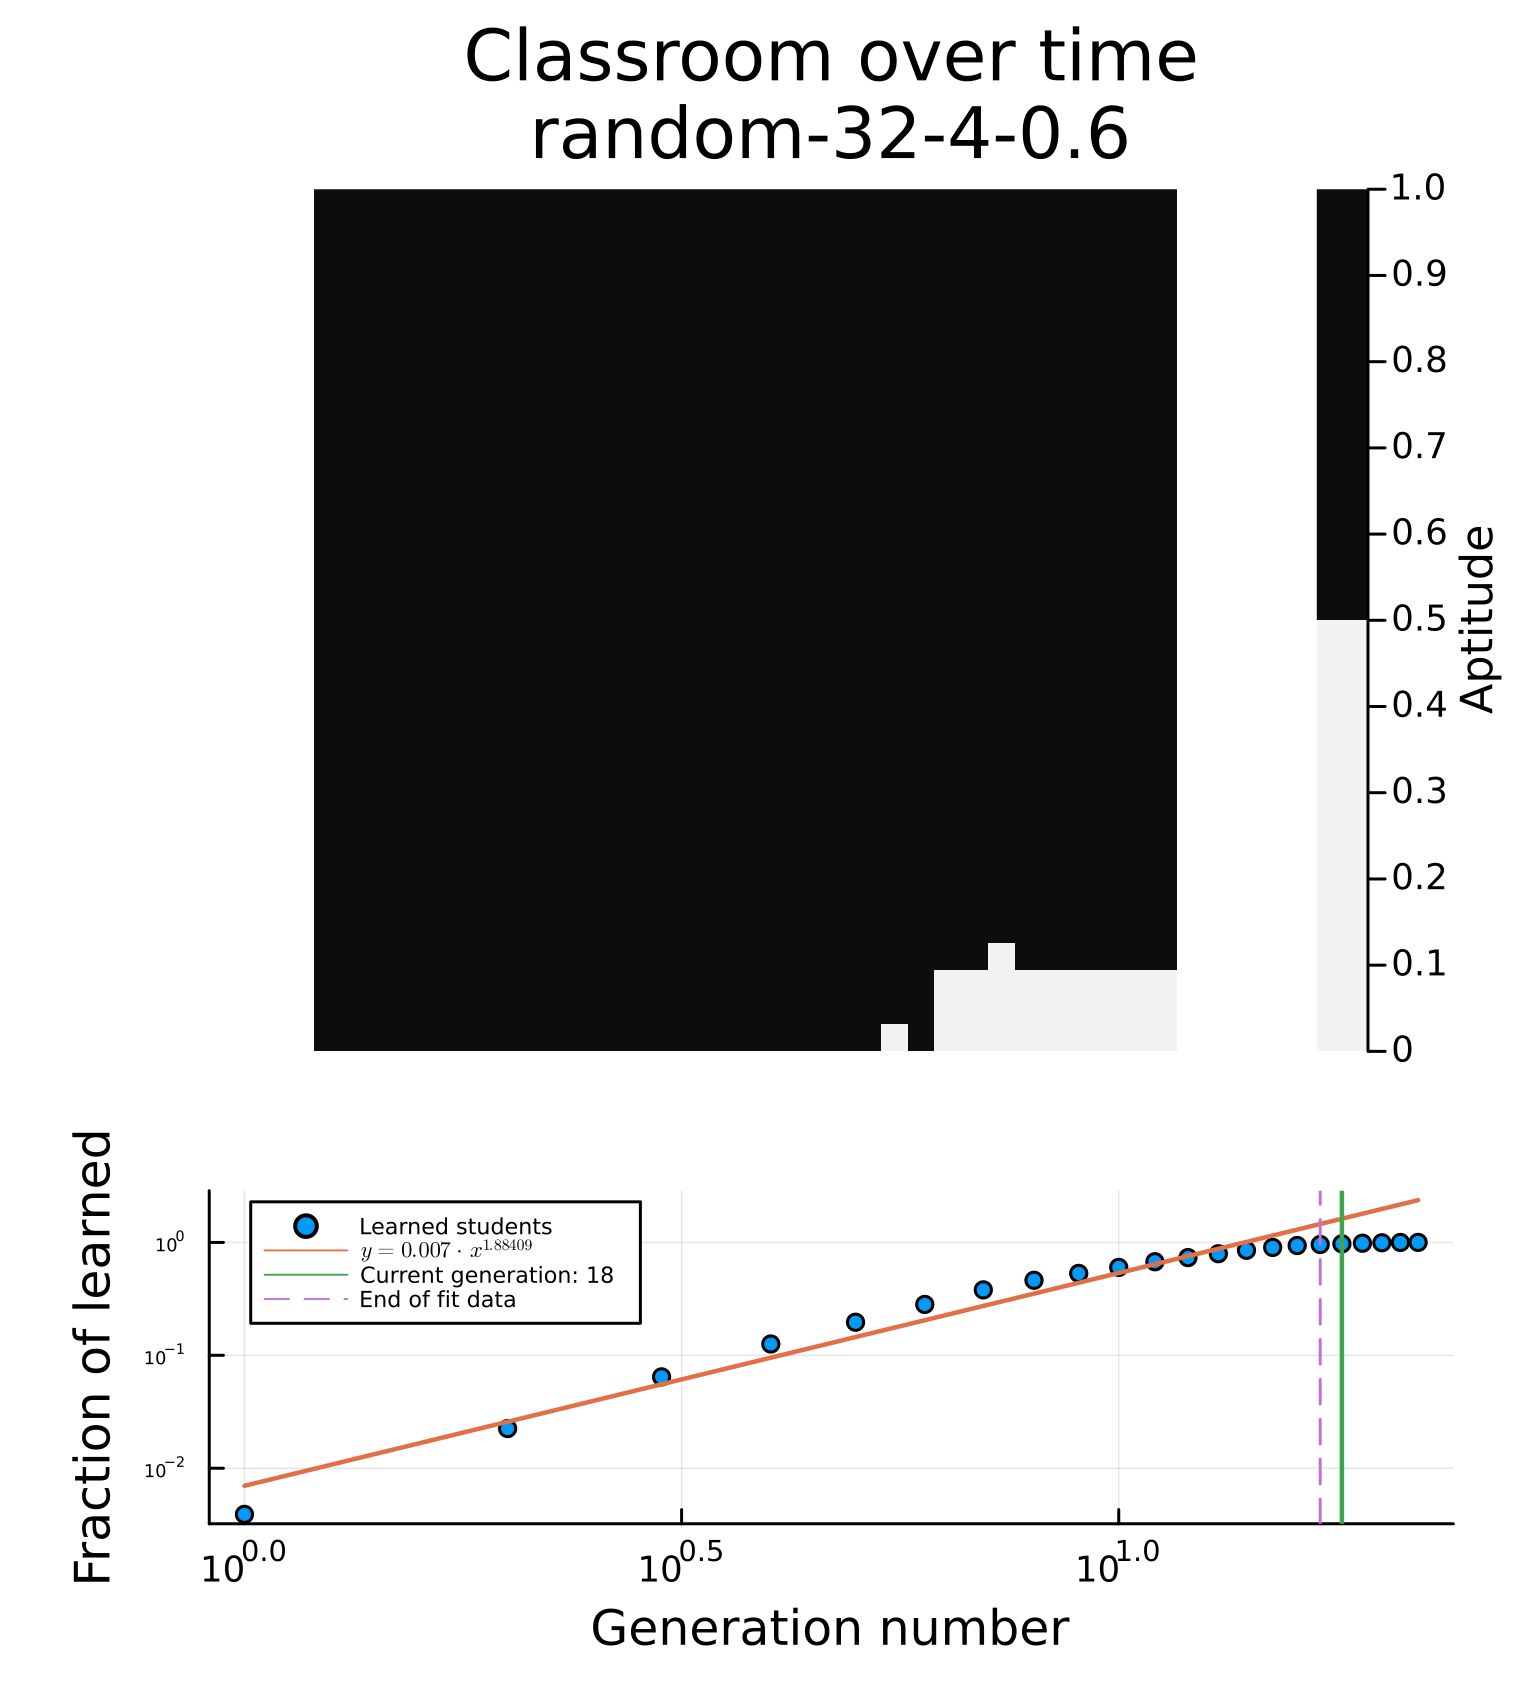 Classroom over time
random-32-4-0.6
1.0
0.9
0.8
0.7
0.6
0.5
0.4
0.3
0.2
0.1
0
Aptitude
Fraction of learned
10^0
10^−1
10^−2
Learned students
y = 0.007 · x^1.88409
Current generation: 18
End of fit data
10^0.0
10^0.5
10^1.0
Generation number